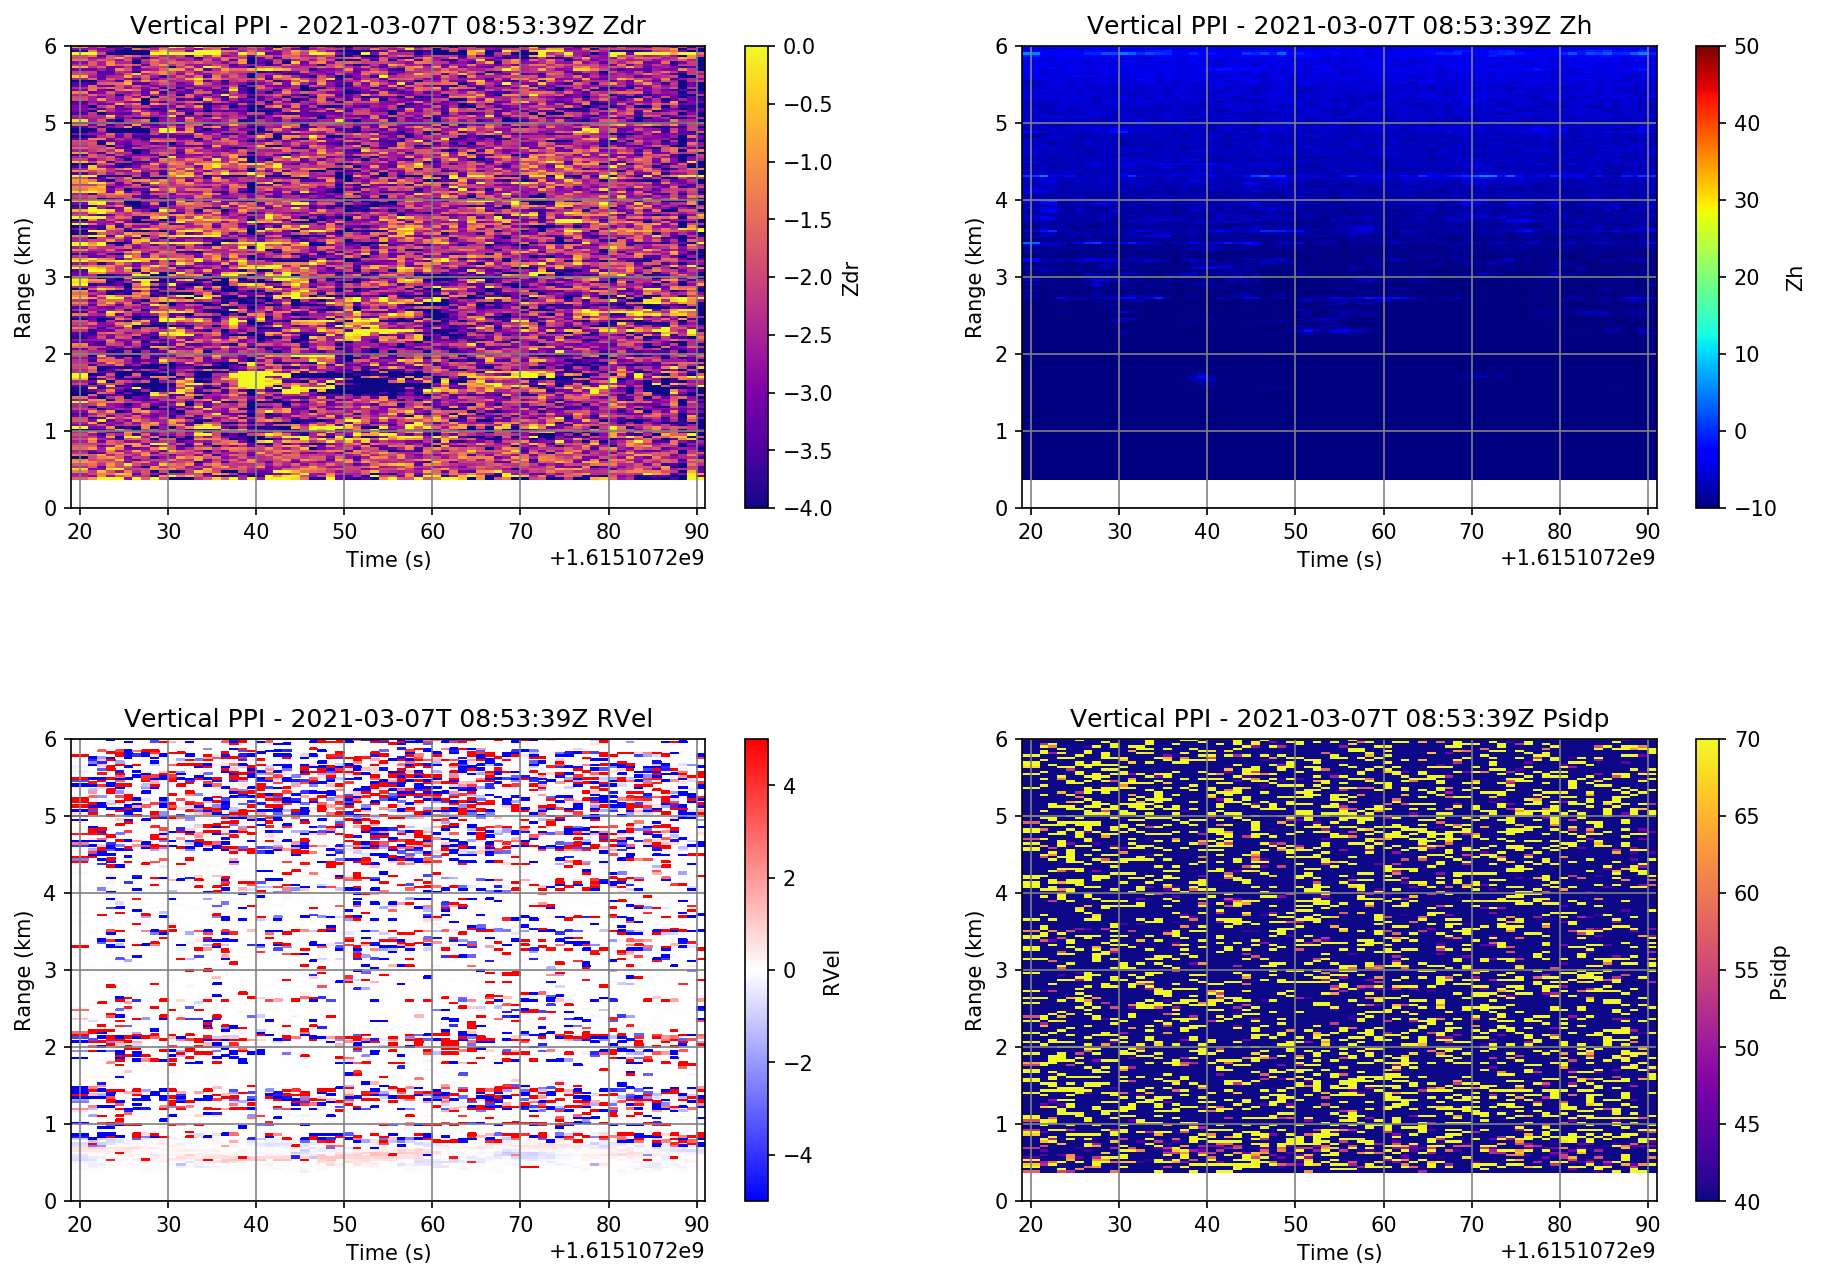 Vertical PPI - 2021-03-07T 08:53:39Z Zdr
6
5
4
3
2
1
0
Range (km)
20 30 40 50 60 70 80 90
Time (s)
+1.6151072e9
0.0
−0.5
−1.0
−1.5
−2.0
−2.5
−3.0
−3.5
−4.0
Zdr
Vertical PPI - 2021-03-07T 08:53:39Z Zh
6
5
4
3
2
1
0
Range (km)
20 30 40 50 60 70 80 90
Time (s)
+1.6151072e9
50
40
30
20
10
0
−10
Zh
Vertical PPI - 2021-03-07T 08:53:39Z RVel
6
5
4
3
2
1
0
Range (km)
20 30 40 50 60 70 80 90
Time (s)
+1.6151072e9
4
2
0
−2
−4
RVel
Vertical PPI - 2021-03-07T 08:53:39Z Psidp
6
5
4
3
2
1
0
Range (km)
20 30 40 50 60 70 80 90
Time (s)
+1.6151072e9
70
65
60
55
50
45
40
Psidp